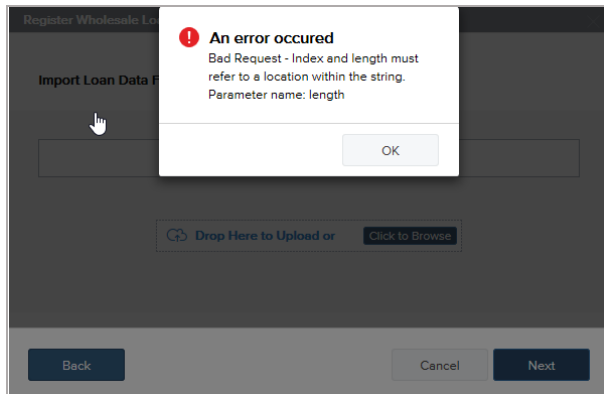 Register Wholesale Lo
An error occured
Bad Request - Index and length must
refer to a location within the string.
Parameter name: length
Import Loan Data F
OK
Drop Here to Upload or
Click to Browse
Back
Cancel
Next